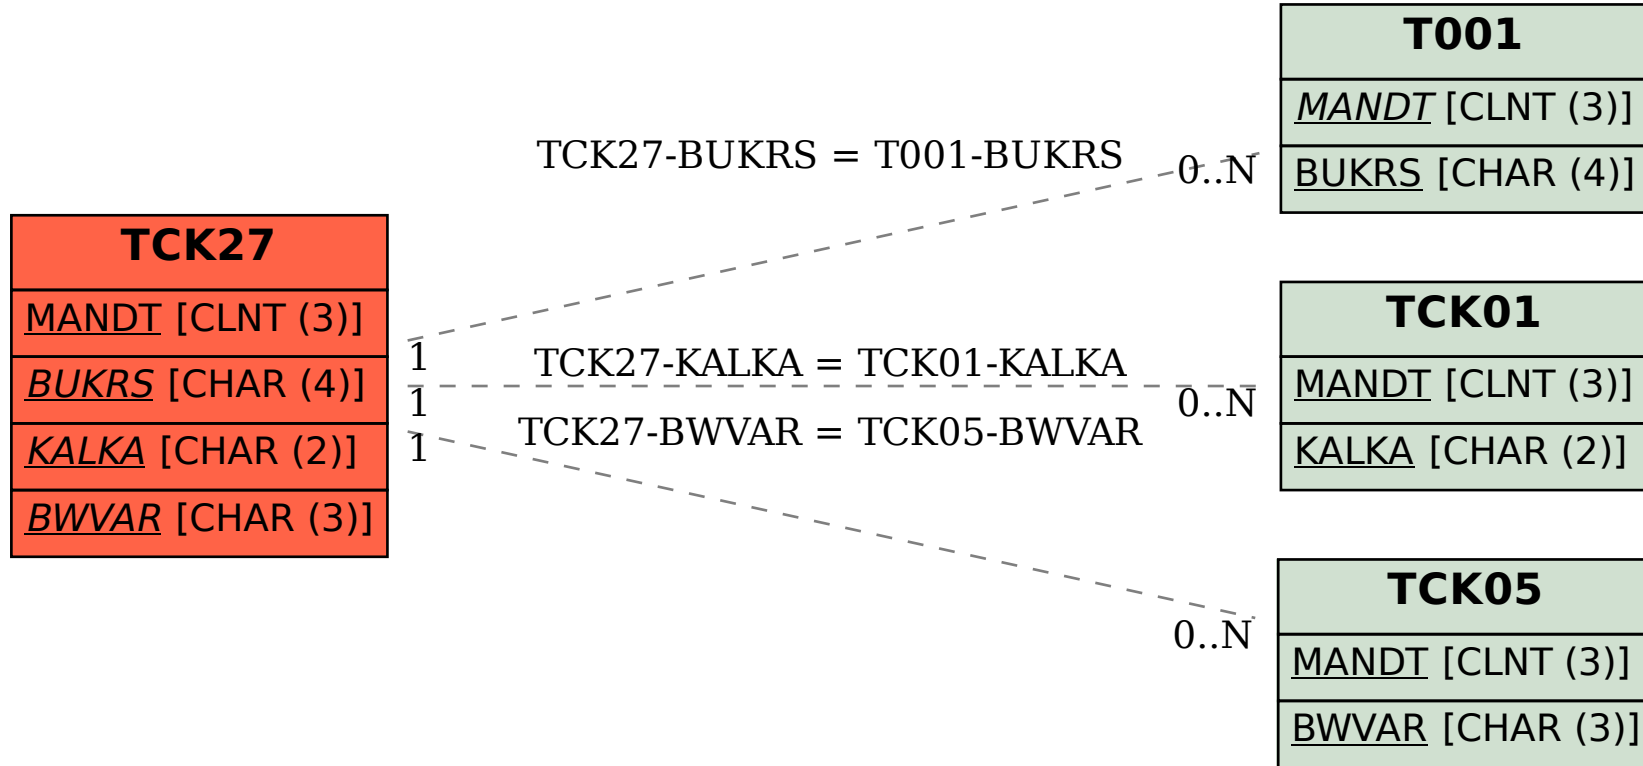 TCK27
MANDT [CLNT (3)]
BUKRS [CHAR (4)]
KALKA [CHAR (2)]
BWVAR [CHAR (3)]
TCK27-BUKRS = T001-BUKRS
1
0..N
TCK27-KALKA = TCK01-KALKA
1
0..N
TCK27-BWVAR = TCK05-BWVAR
1
0..N
T001
MANDT [CLNT (3)]
BUKRS [CHAR (4)]
TCK01
MANDT [CLNT (3)]
KALKA [CHAR (2)]
TCK05
MANDT [CLNT (3)]
BWVAR [CHAR (3)]